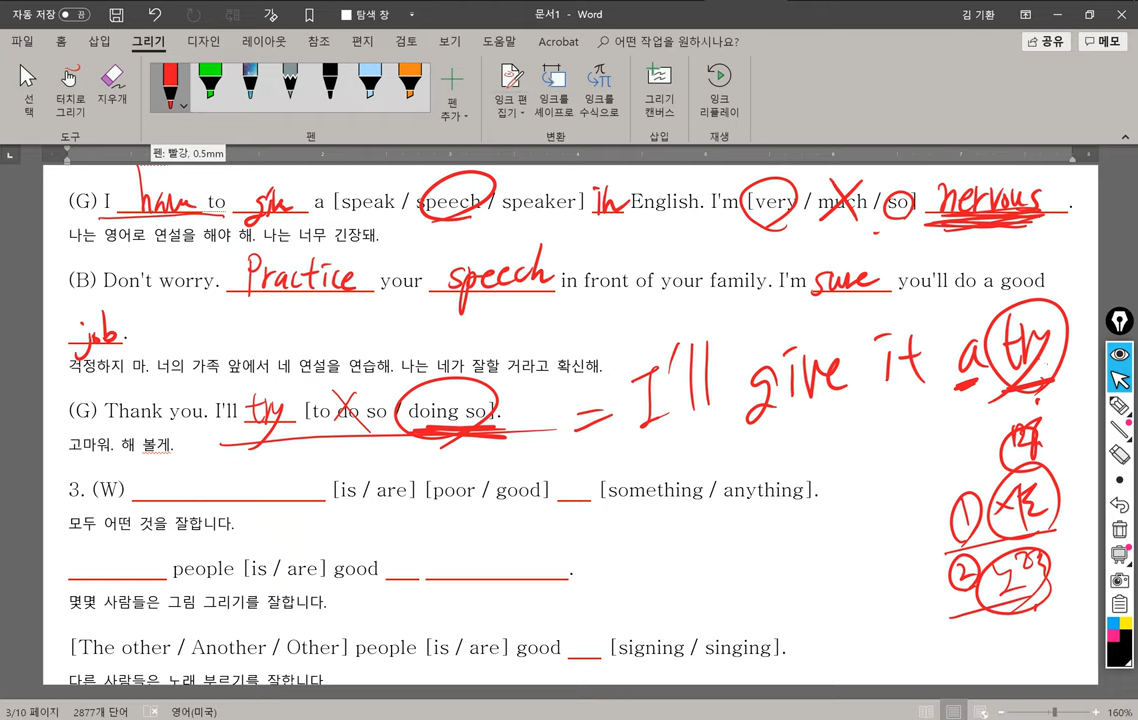 자동 저장 끔 탐색 창 문서1 - Word 김 기환
파일 홈 삽입 그리기 디자인 레이아웃 참조 편지 검토 보기 도움말 Acrobat 어떤 작업을 원하시나요? 공유 메모
선택 터치로 그리기 지우개 펜 추가 잉크 편집기 잉크를 셰이프로 잉크를 수식으로 그리기 캔버스 잉크 리플레이
도구 펜 변환 삽입 재생
펜: 빨강, 0.5mm
(G) I have to give a [speak / speech / speaker] in English. I'm [very / much / so] nervous.
나는 영어로 연설을 해야 해. 나는 너무 긴장돼.
(B) Don't worry. Practice your speech in front of your family. I'm sure you'll do a good
job.
걱정하지 마. 너의 가족 앞에서 네 연설을 연습해. 나는 네가 잘할 거라고 확신해.
(G) Thank you. I'll try [to do so / doing so]. = I'll give it a try
고마워. 해 볼게.
명
3. (W) [is / are] [poor / good] [something / anything].
① 시도
모두 어떤 것을 잘합니다.
people [is / are] good .
② 노력
몇몇 사람들은 그림 그리기를 잘합니다.
[The other / Another / Other] people [is / are] good [signing / singing].
다른 사람들은 노래 부르기를 잘합니다
3/10 페이지 2877개 단어 영어(미국) 160%